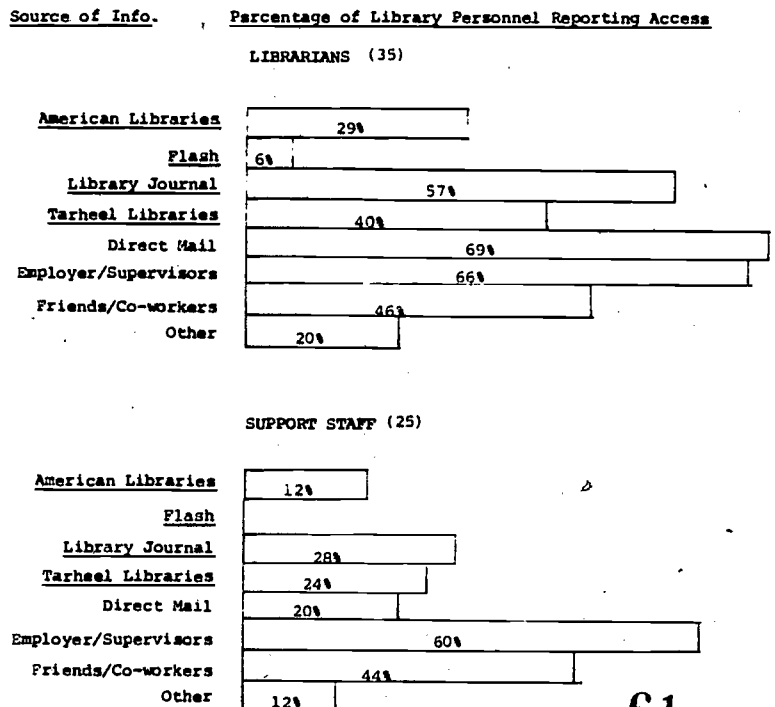 Source of Info. Percentage of Library Personnel Reporting Access
LIBRARIANS (35)
American Libraries 29%
Flash 6%
Library Journal 57%
Tarheel Libraries 40%
Direct Mail 69%
Employer/Supervisors 66%
Friends/Co-workers 46%
Other 20%
SUPPORT STAFF (25)
American Libraries 12%
Flash
Library Journal 28%
Tarheel Libraries 24%
Direct Mail 20%
Employer/Supervisors 60%
Friends/Co-workers 44%
Other 12%